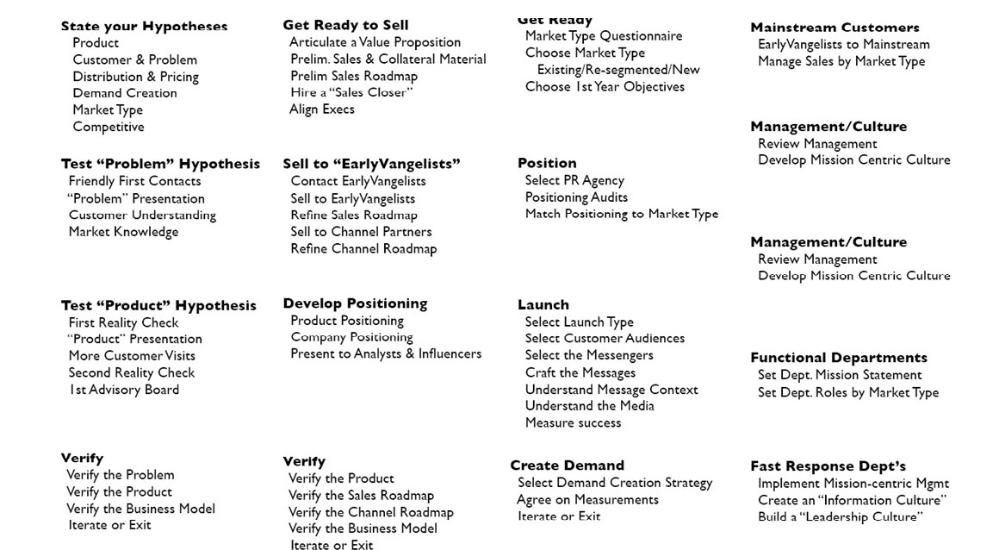 State your Hypotheses
Product
Customer & Problem
Distribution & Pricing
Demand Creation
Market Type
Competitive
Test “Problem” Hypothesis
Friendly First Contacts
“Problem” Presentation
Customer Understanding
Market Knowledge
Test “Product” Hypothesis
First Reality Check
“Product” Presentation
More Customer Visits
Second Reality Check
1st Advisory Board
Verify
Verify the Problem
Verify the Product
Verify the Business Model
Iterate or Exit
Get Ready to Sell
Articulate a Value Proposition
Prelim. Sales & Collateral Material
Prelim Sales Roadmap
Hire a “Sales Closer”
Align Execs
Sell to “EarlyVangelists”
Contact EarlyVangelists
Sell to EarlyVangelists
Refine Sales Roadmap
Sell to Channel Partners
Refine Channel Roadmap
Develop Positioning
Product Positioning
Company Positioning
Present to Analysts & Influencers
Verify
Verify the Product
Verify the Sales Roadmap
Verify the Channel Roadmap
Verify the Business Model
Iterate or Exit
Get Ready
Market Type Questionnaire
Choose Market Type
Existing/Re-segmented/New
Choose 1st Year Objectives
Position
Select PR Agency
Positioning Audits
Match Positioning to Market Type
Launch
Select Launch Type
Select Customer Audiences
Select the Messengers
Craft the Messages
Understand Message Context
Understand the Media
Measure success
Create Demand
Select Demand Creation Strategy
Agree on Measurements
Iterate or Exit
Mainstream Customers
EarlyVangelists to Mainstream
Manage Sales by Market Type
Management/Culture
Review Management
Develop Mission Centric Culture
Management/Culture
Review Management
Develop Mission Centric Culture
Functional Departments
Set Dept. Mission Statement
Set Dept. Roles by Market Type
Fast Response Dept’s
Implement Mission-centric Mgmt
Create an “Information Culture”
Build a “Leadership Culture”